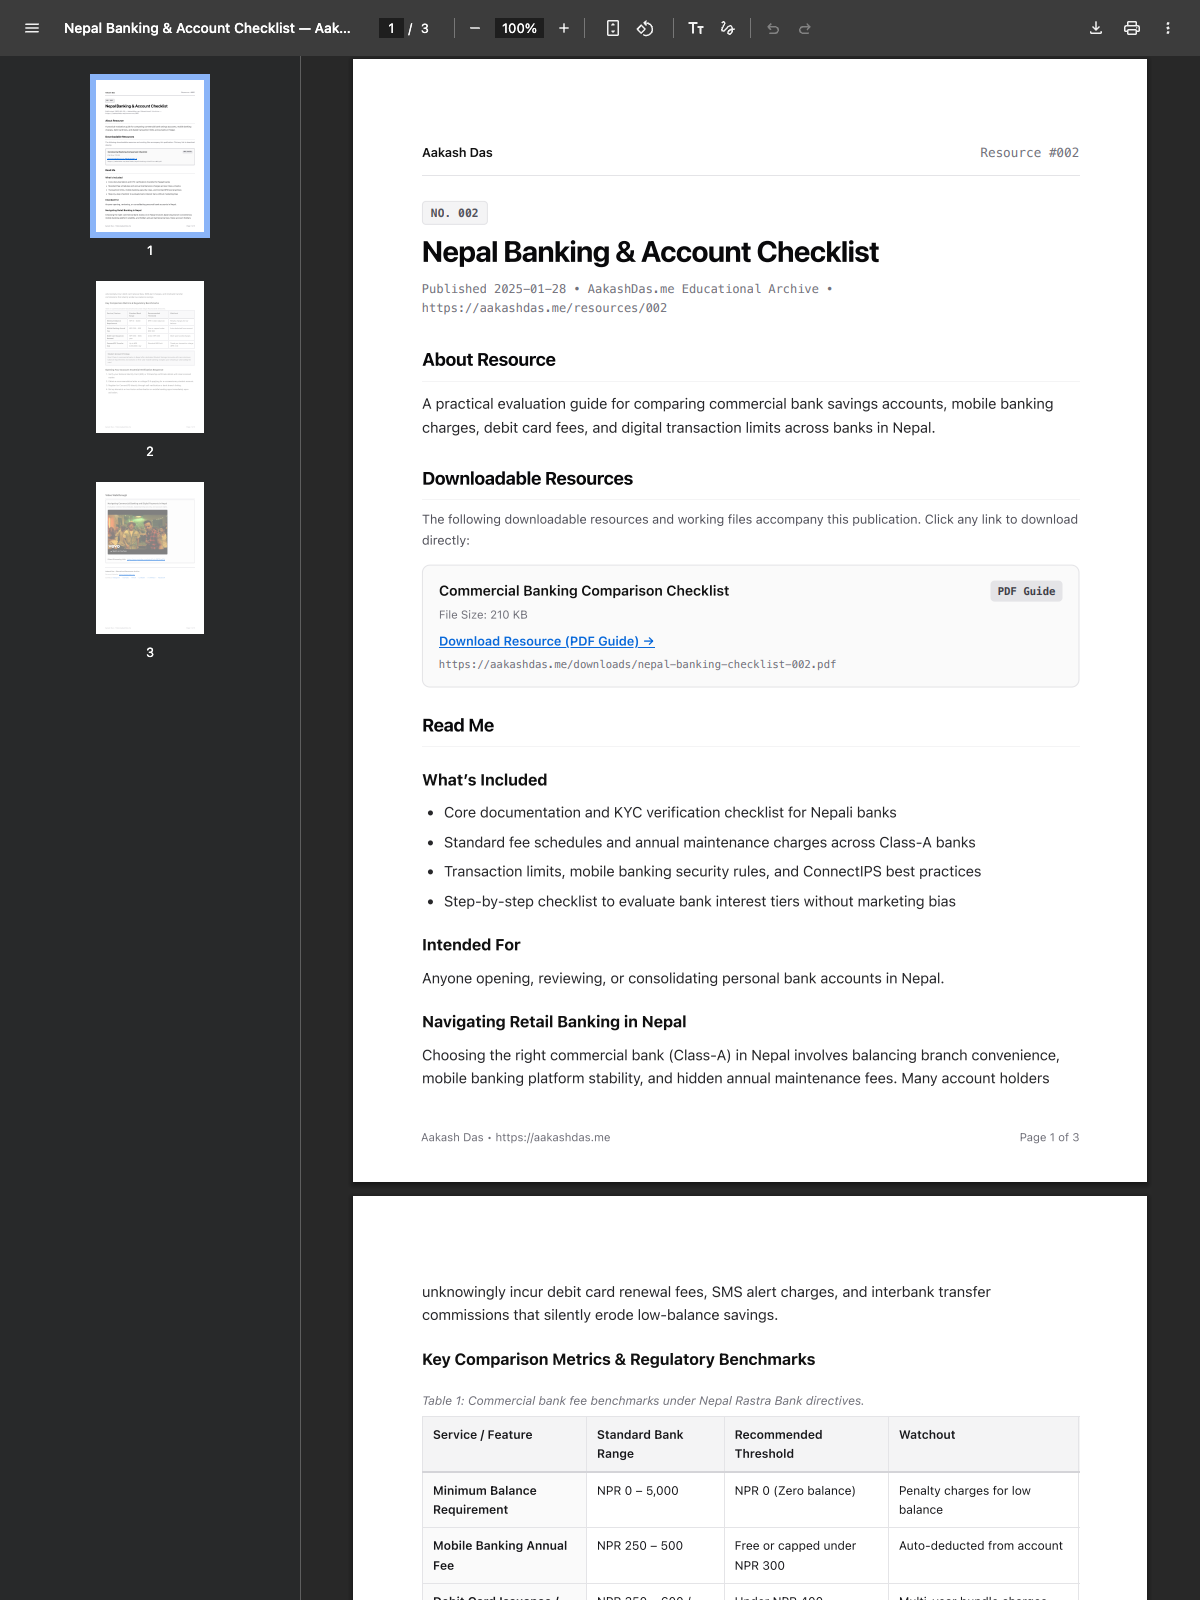 Nepal Banking & Account Checklist — Aak...
1 / 3
100%
1
2
3
Aakash Das
Resource #002
NO. 002
Nepal Banking & Account Checklist
Published 2025-01-28 • AakashDas.me Educational Archive •
https://aakashdas.me/resources/002
About Resource
A practical evaluation guide for comparing commercial bank savings accounts, mobile banking
charges, debit card fees, and digital transaction limits across banks in Nepal.
Downloadable Resources
The following downloadable resources and working files accompany this publication. Click any link to download
directly:
Commercial Banking Comparison Checklist
PDF Guide
File Size: 210 KB
Download Resource (PDF Guide) →
https://aakashdas.me/downloads/nepal-banking-checklist-002.pdf
Read Me
What’s Included
• Core documentation and KYC verification checklist for Nepali banks
• Standard fee schedules and annual maintenance charges across Class-A banks
• Transaction limits, mobile banking security rules, and ConnectIPS best practices
• Step-by-step checklist to evaluate bank interest tiers without marketing bias
Intended For
Anyone opening, reviewing, or consolidating personal bank accounts in Nepal.
Navigating Retail Banking in Nepal
Choosing the right commercial bank (Class-A) in Nepal involves balancing branch convenience,
mobile banking platform stability, and hidden annual maintenance fees. Many account holders
Aakash Das • https://aakashdas.me
Page 1 of 3
unknowingly incur debit card renewal fees, SMS alert charges, and interbank transfer
commissions that silently erode low-balance savings.
Key Comparison Metrics & Regulatory Benchmarks
Table 1: Commercial bank fee benchmarks under Nepal Rastra Bank directives.
Service / Feature
Standard Bank
Range
Recommended
Threshold
Watchout
Minimum Balance
Requirement
NPR 0 – 5,000
NPR 0 (Zero balance)
Penalty charges for low
balance
Mobile Banking Annual
Fee
NPR 250 – 500
Free or capped under
NPR 300
Auto-deducted from account
Debit Card Issuance /
NPR 250 – 600 /
Under NPR 400
Multi-year bundle charges